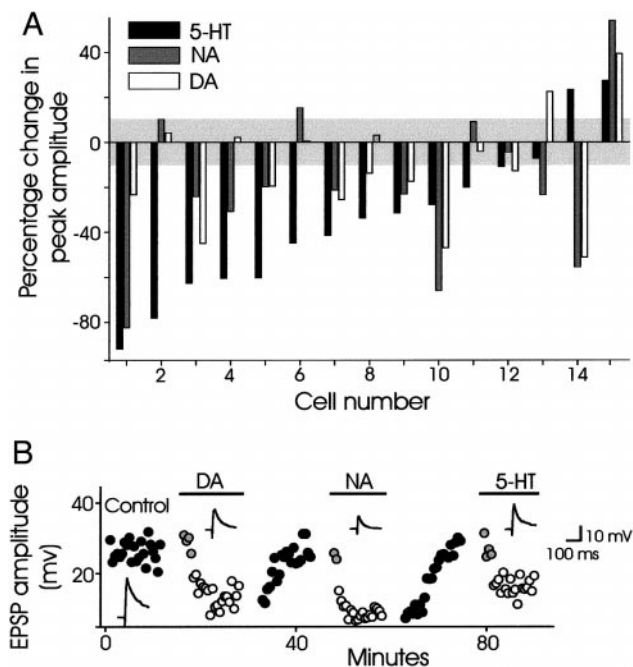 A
5-HT
NA
DA
Percentage change in
peak amplitude
40
0
-40
-80
2 4 6 8 10 12 14
Cell number
B
DA NA 5-HT
Control
EPSP amplitude
(mv)
40
20
10 mV
100 ms
0 40 80
Minutes